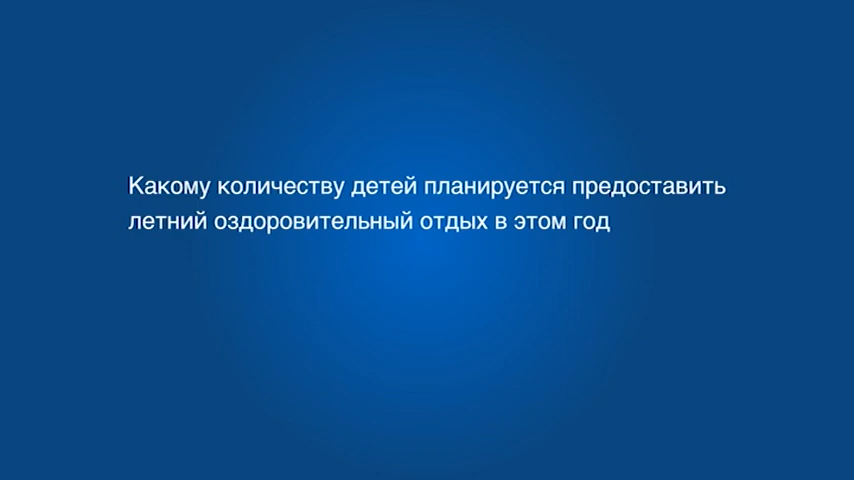 Какому количеству детей планируется предоставить
летний оздоровительный отдых в этом год